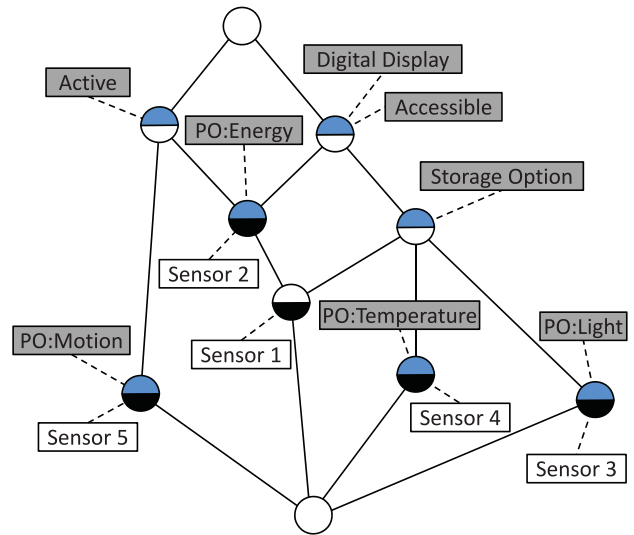 Digital Display
Active
Accessible
PO:Energy
Storage Option
Sensor 2
PO:Temperature
PO:Light
PO:Motion
Sensor 1
Sensor 4
Sensor 5
Sensor 3